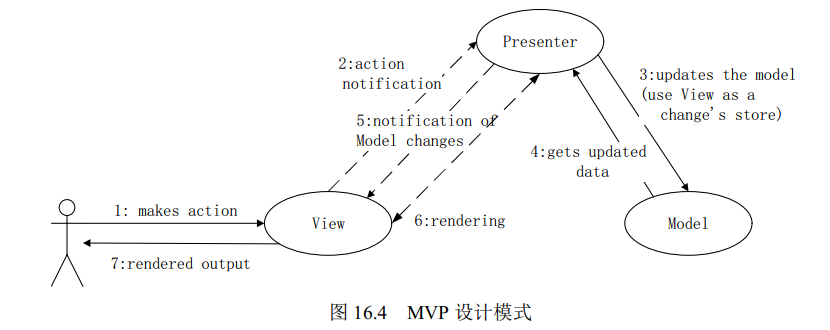 Presenter
2:action
notification
3:updates the model
(use View as a
change's store)
5:notification of
Model changes
4:gets updated
data
1: makes action
View
6:rendering
Model
7:rendered output
图 16.4 MVP 设计模式